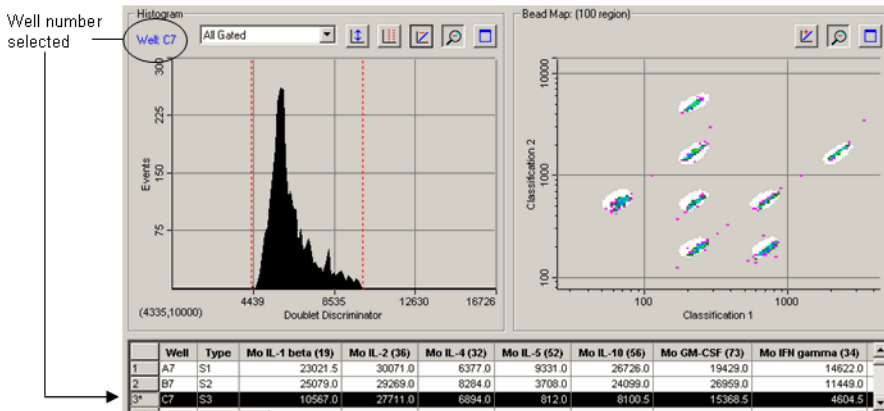 Well number
selected
Histogram
Well: C7
All Gated
300
225
150
75
Events
4439 8535 12630 16726
(4335,10000)
Doublet Discriminator
Bead Map: (100 region)
10000
1000
100
Classification 2
100 1000
Classification 1
Well Type Mo IL-1 beta (19) Mo IL-2 (36) Mo IL-4 (32) Mo IL-5 (52) Mo IL-10 (56) Mo GM-CSF (73) Mo IFN gamma (34)
1 A7 S1 23021.5 30071.0 6377.0 9331.0 26726.0 19429.0 14622.0
2 B7 S2 25079.0 29269.0 8284.0 3708.0 24099.0 26959.0 11449.0
3* C7 S3 10567.0 27711.0 6894.0 812.0 8100.5 15368.5 4604.5